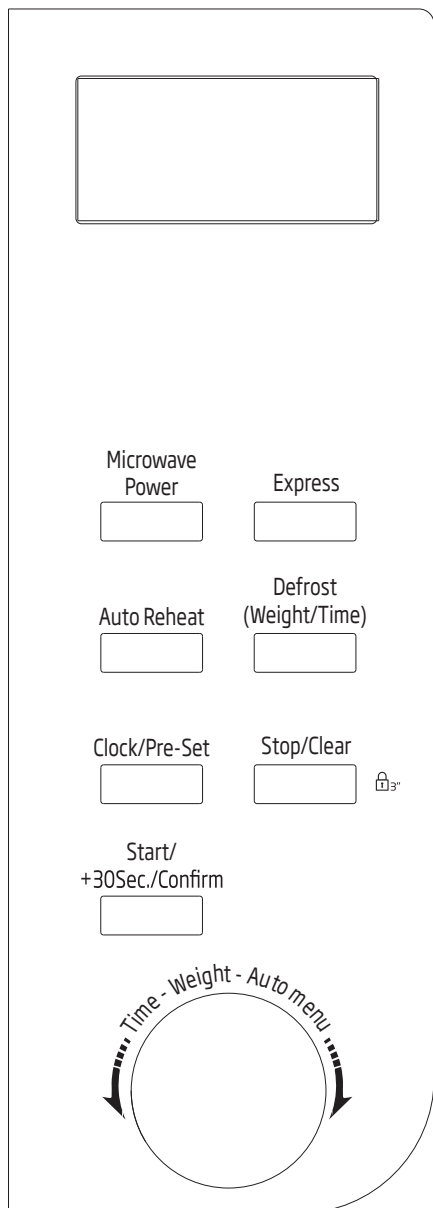 Microwave
Power
Express
Auto Reheat
Defrost
(Weight/Time)
Clock/Pre-Set
Stop/Clear
3"
Start/
+30Sec./Confirm
Time - Weight - Auto menu